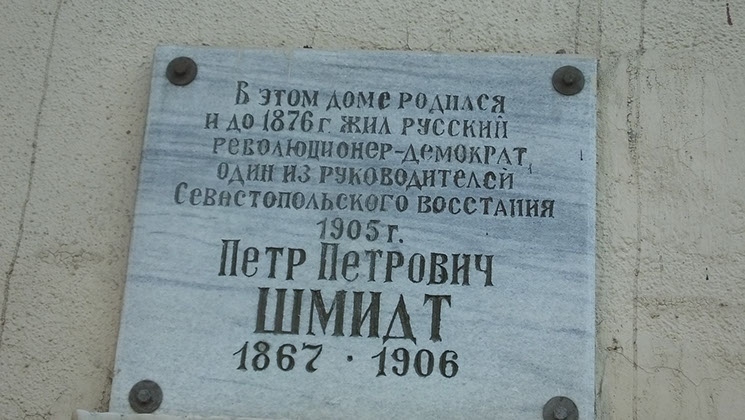 В этом доме родился
и до 1876 г. жил русский
революционер-демократ,
один из руководителей
Севастопольского восстания
1905 г.
Петр Петрович
ШМИДТ
1867 · 1906